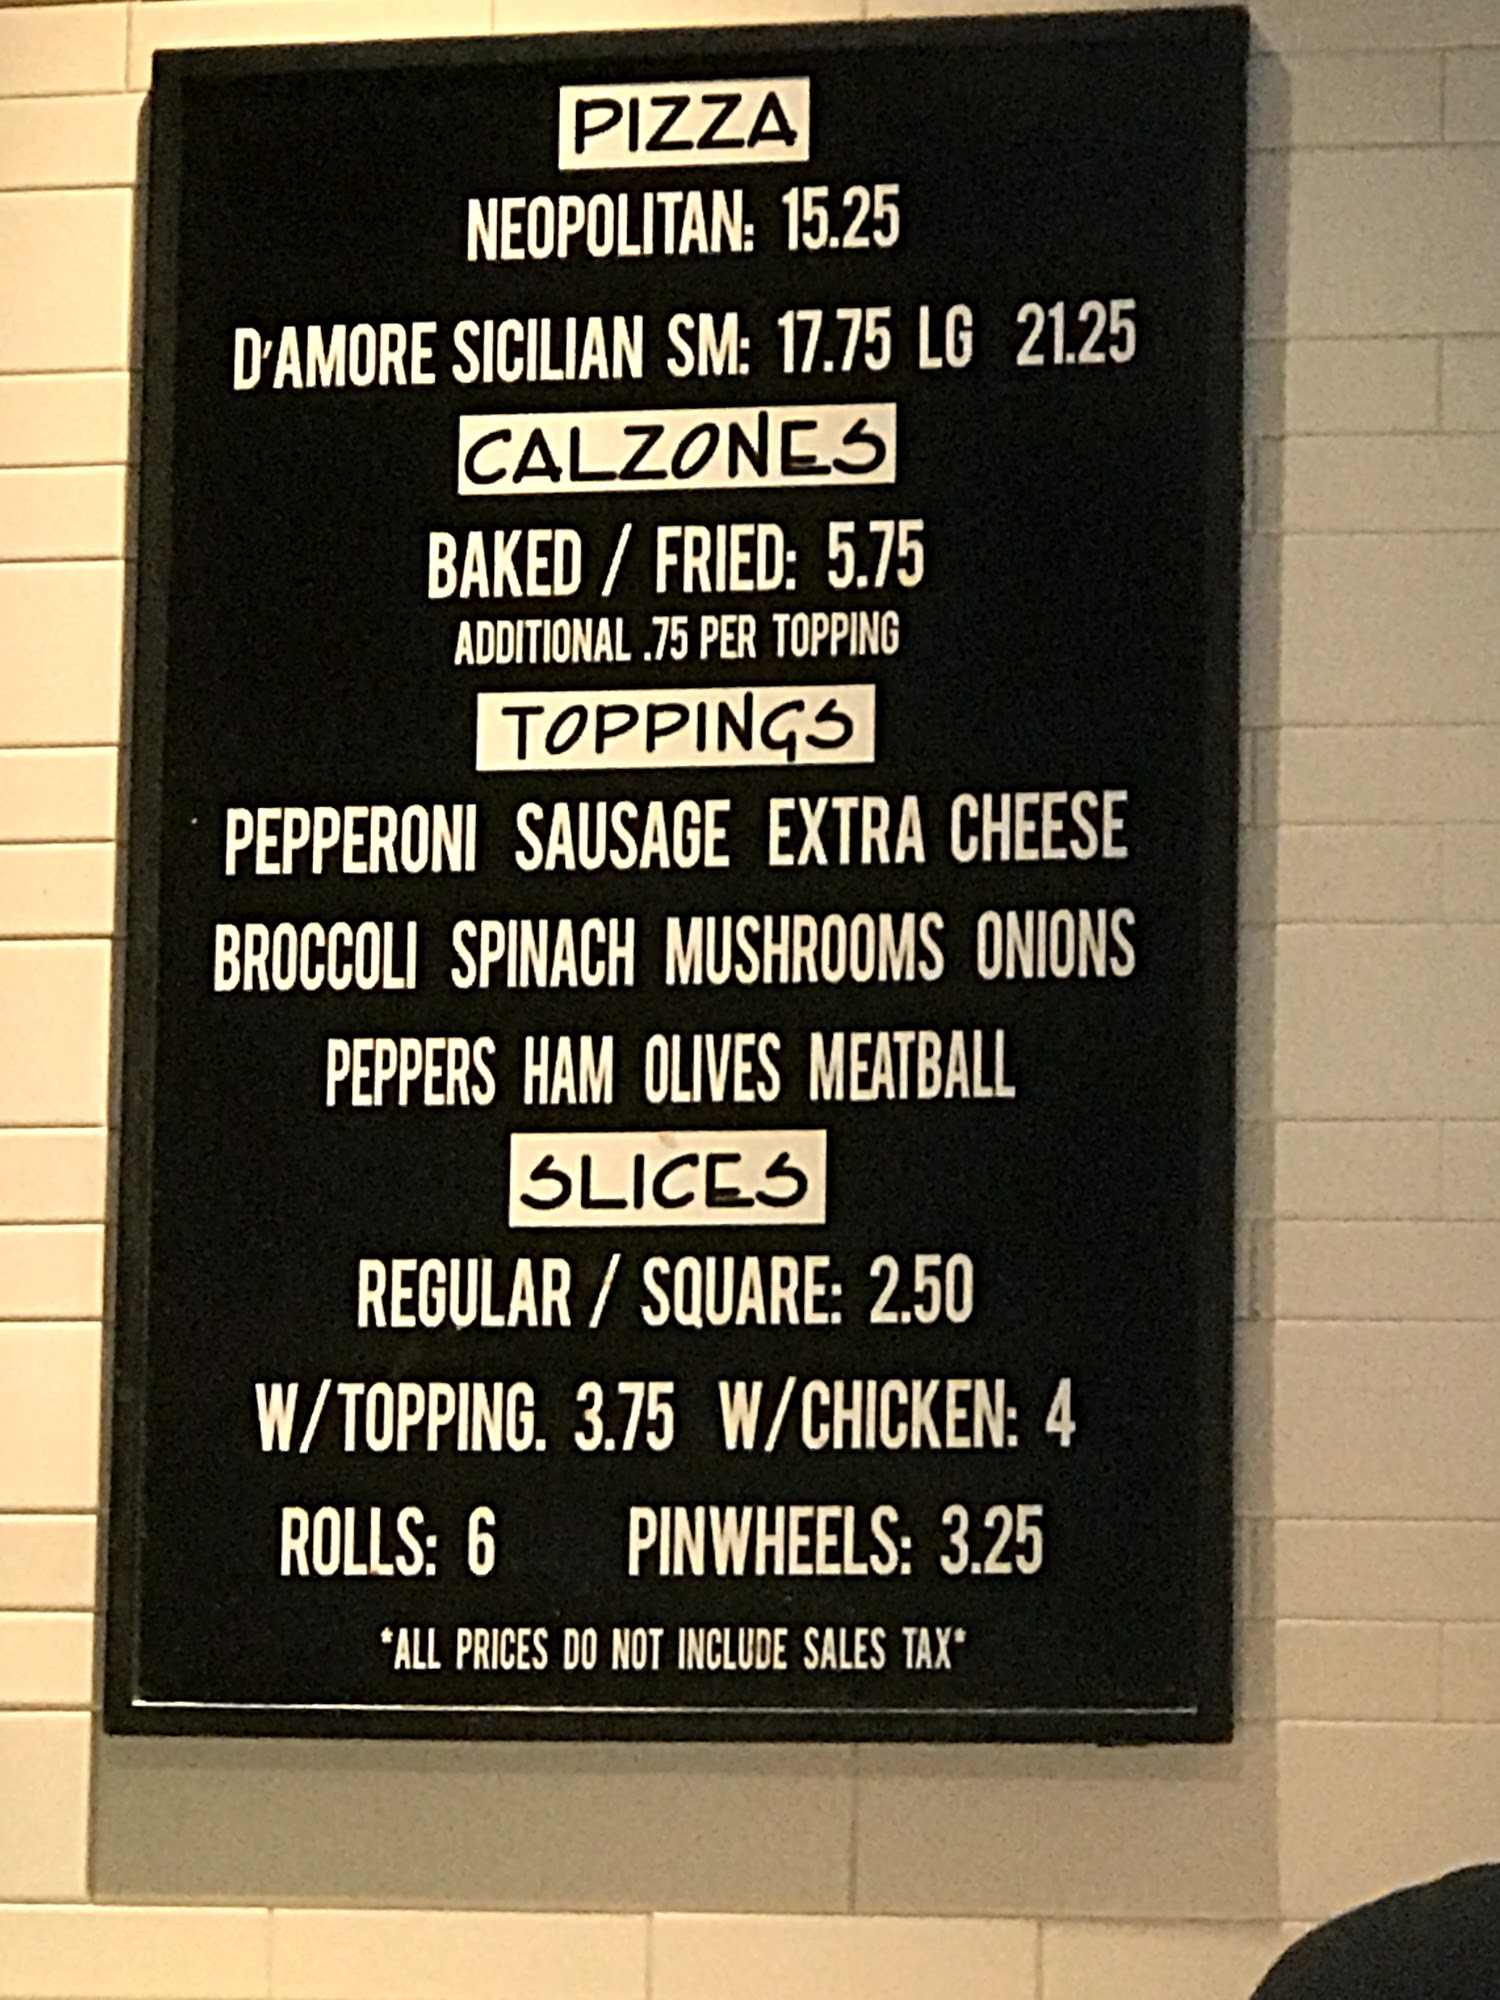 PIZZA
NEOPOLITAN: 15.25
D'AMORE SICILIAN SM: 17.75 LG 21.25
CALZONES
BAKED / FRIED: 5.75
ADDITIONAL .75 PER TOPPING
TOPPINGS
PEPPERONI SAUSAGE EXTRA CHEESE
BROCCOLI SPINACH MUSHROOMS ONIONS
PEPPERS HAM OLIVES MEATBALL
SLICES
REGULAR / SQUARE: 2.50
W/TOPPING. 3.75 W/CHICKEN: 4
ROLLS: 6 PINWHEELS: 3.25
*ALL PRICES DO NOT INCLUDE SALES TAX*